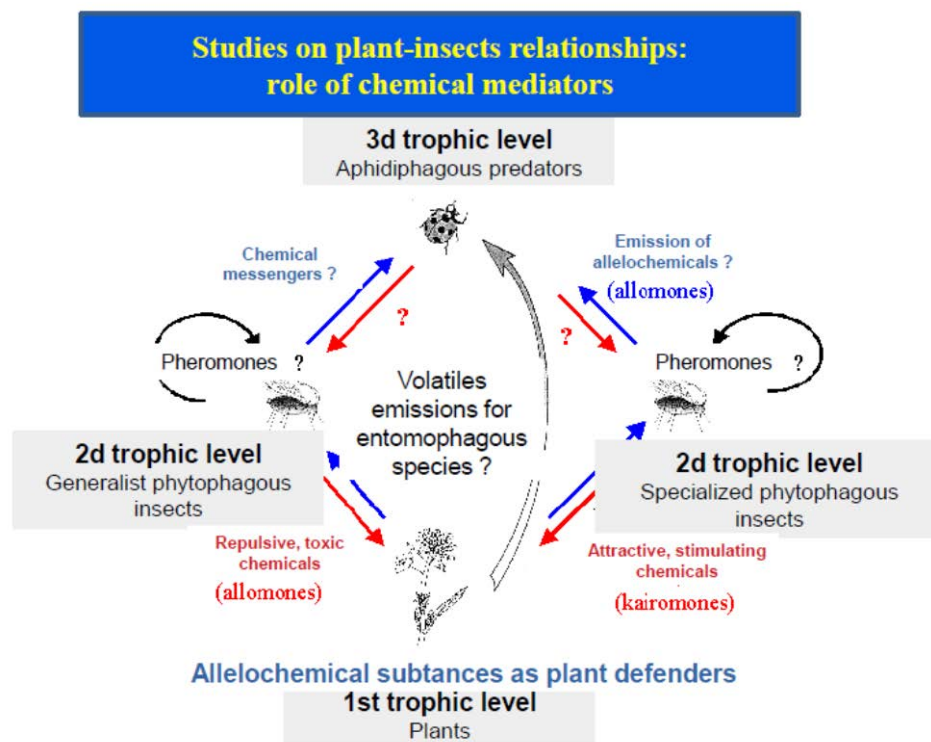 Studies on plant-insects relationships:
role of chemical mediators
3d trophic level
Aphidiphagous predators
Chemical
messengers ?
Emission of
allelochemicals ?
(allomones)
?
?
Pheromones ?
Pheromones ?
Volatiles
emissions for
entomophagous
species ?
2d trophic level
Generalist phytophagous
insects
2d trophic level
Specialized phytophagous
insects
Repulsive, toxic
chemicals
(allomones)
Attractive, stimulating
chemicals
(kairomones)
Allelochemical subtances as plant defenders
1st trophic level
Plants